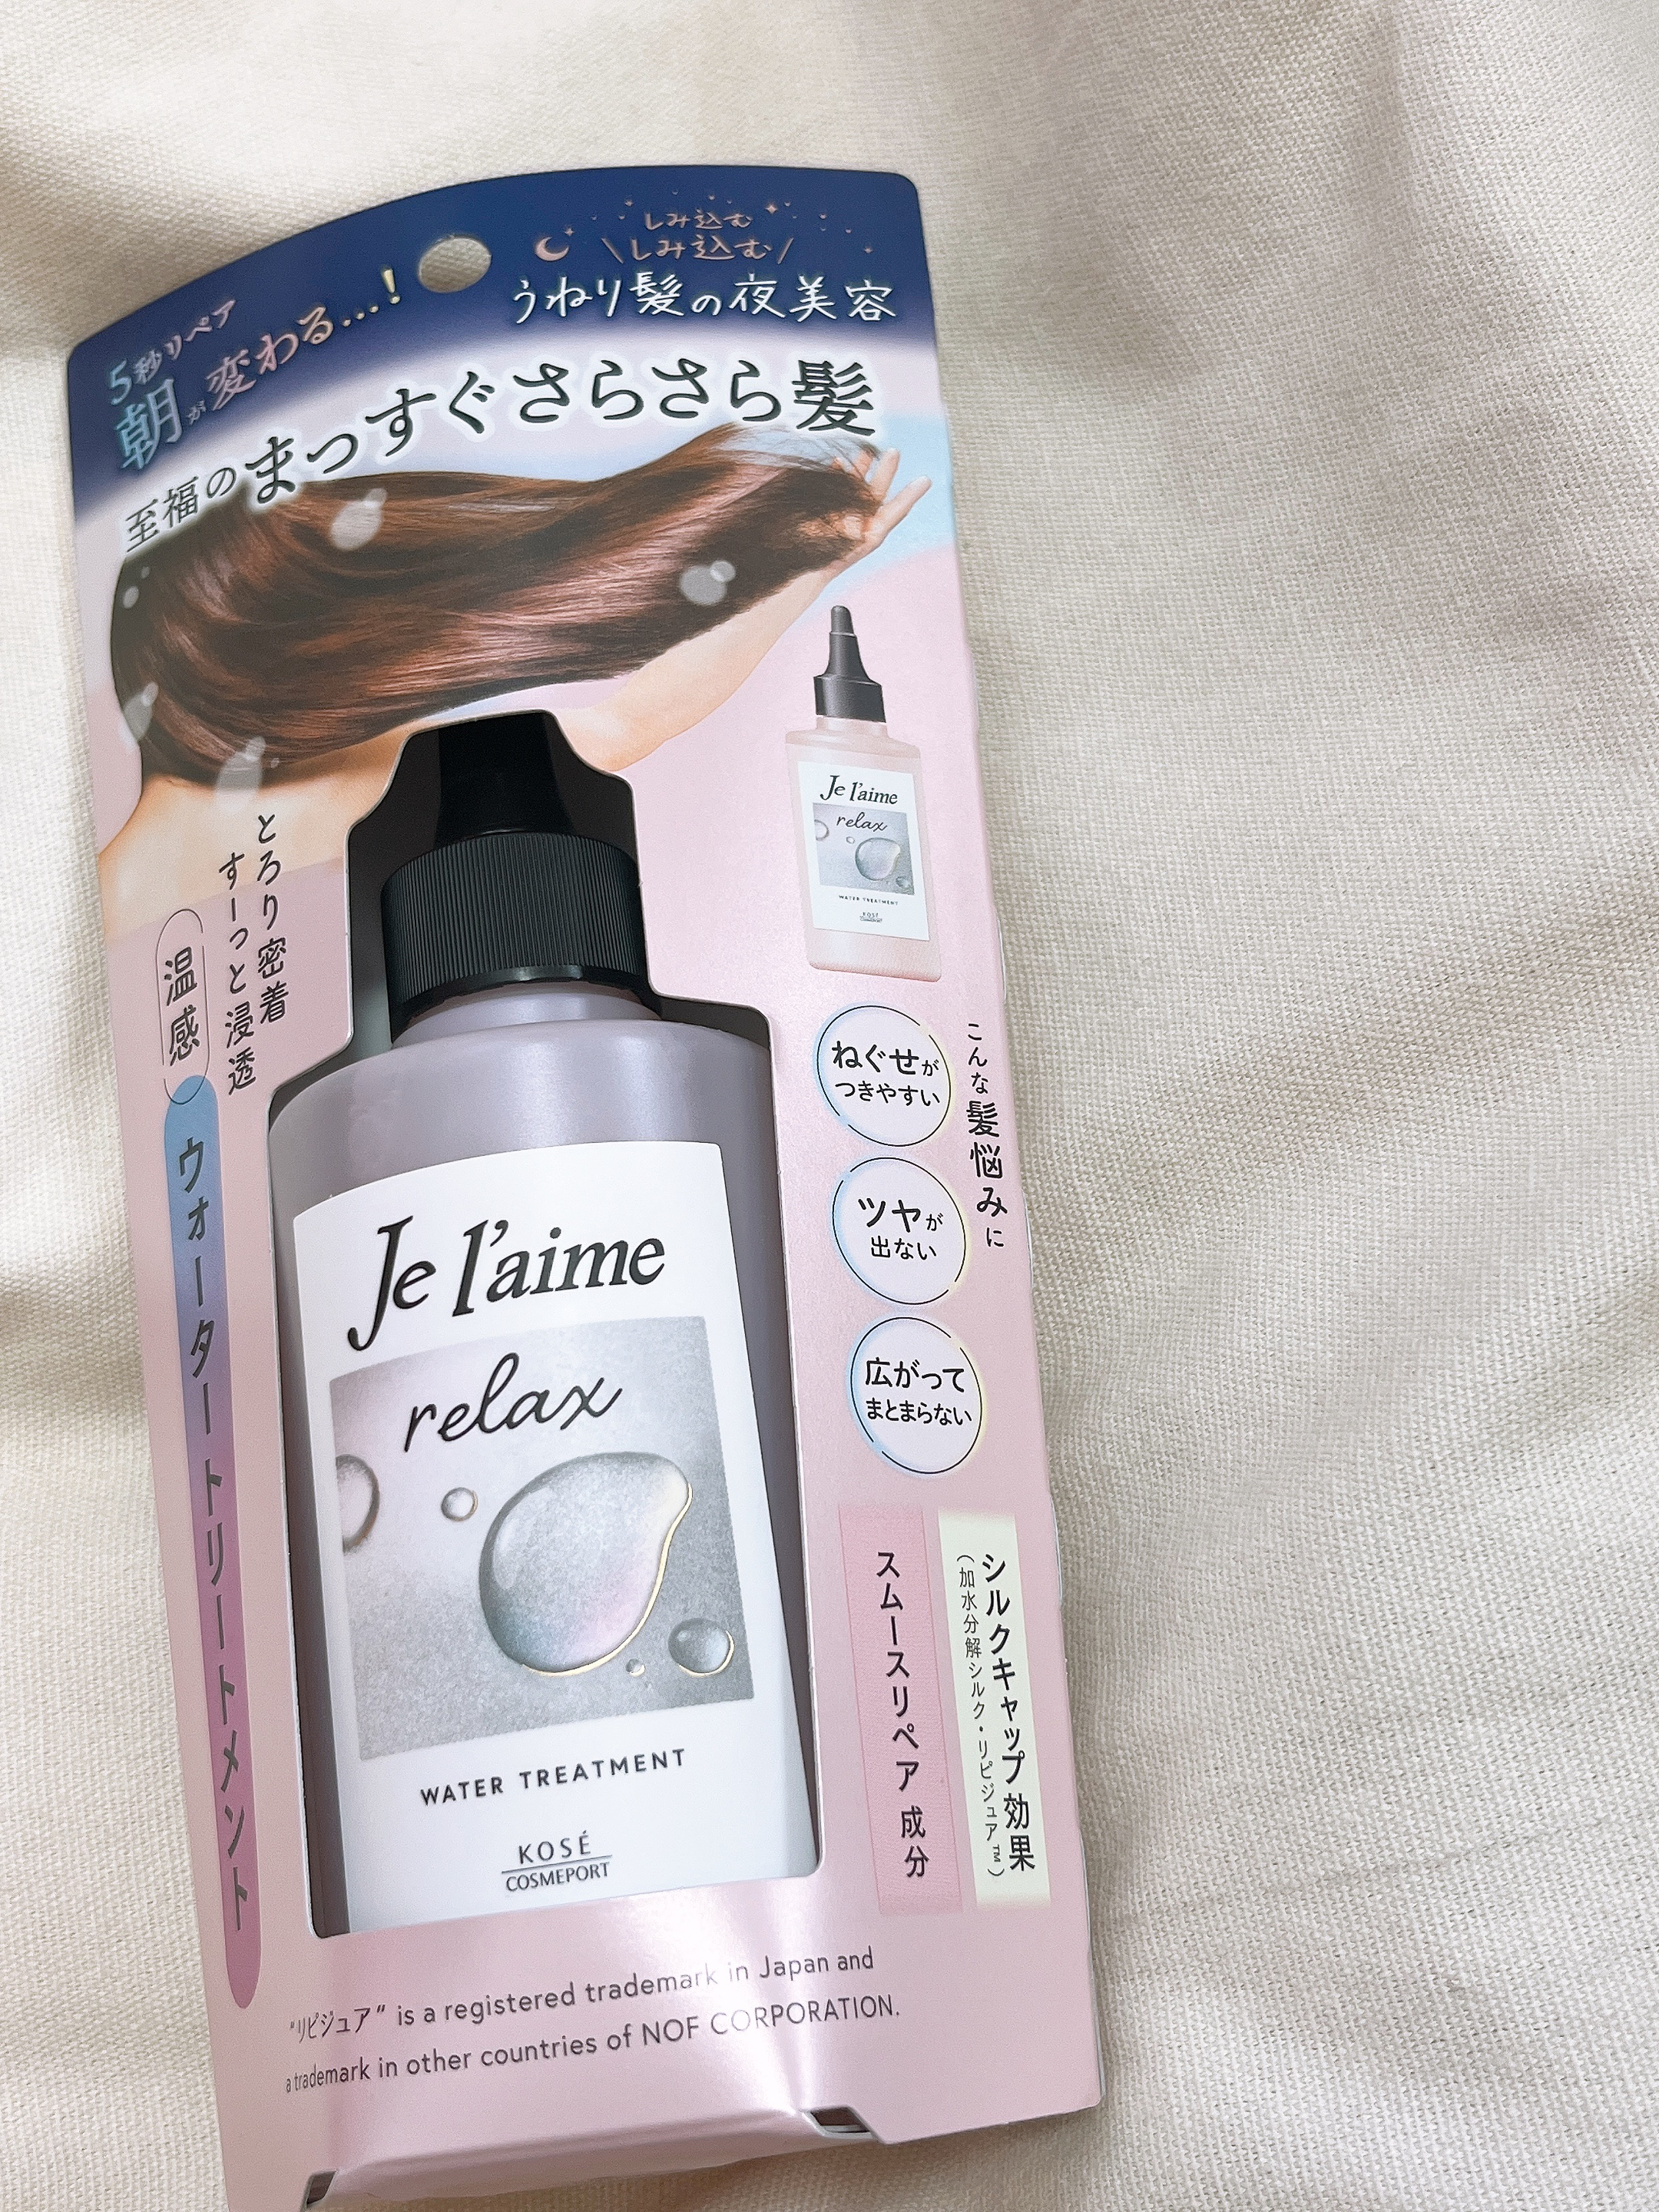 しみ込む
\しみ込む/
うねり髪の夜美容
5秒リペア
朝が変わる...!
至福のまっすぐさらさら髪
とろり密着
すーっと浸透
温感
ウォータートリートメント
Je l'aime
relax
WATER TREATMENT
KOSÉ
COSMEPORT
こんな髪悩みに
ねぐせが
つきやすい
ツヤが
出ない
広がって
まとまらない
シルクキャップ効果
(加水分解シルク・リピジュア™)
スムースリペア 成分
Je l'aime
relax
WATER TREATMENT
KOSÉ
COSMEPORT
"リピジュア" is a registered trademark in Japan and
a trademark in other countries of NOF CORPORATION.